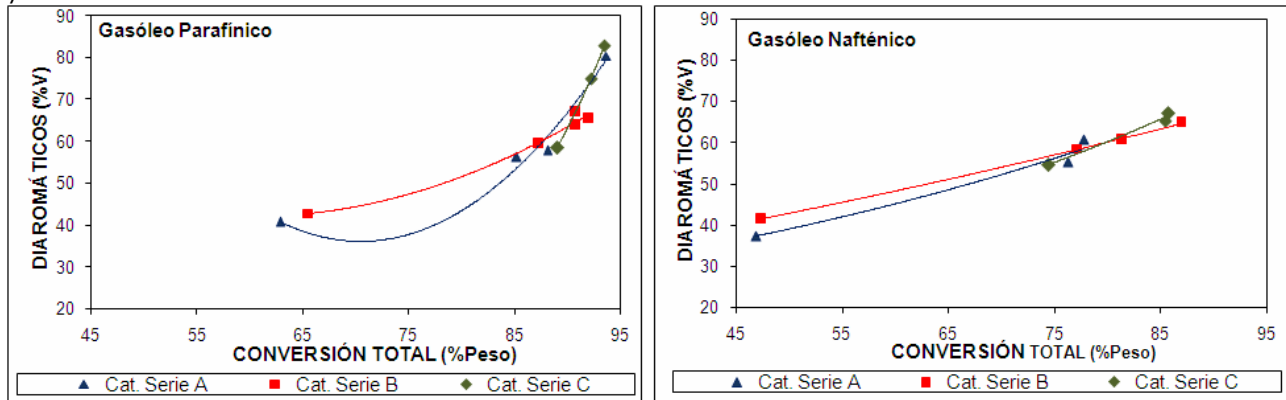 )
Gasóleo Parafínico
DIAROMÁTICOS (%V)
90
80
70
60
50
40
30
20
45 55 65 75 85 95
CONVERSIÓN TOTAL (%Peso)
Cat. Serie A Cat. Serie B Cat. Serie C
Gasóleo Nafténico
DIAROMÁTICOS (%V)
90
80
70
60
50
40
30
20
45 55 65 75 85 95
CONVERSIÓN TOTAL (%Peso)
Cat. Serie A Cat. Serie B Cat. Serie C